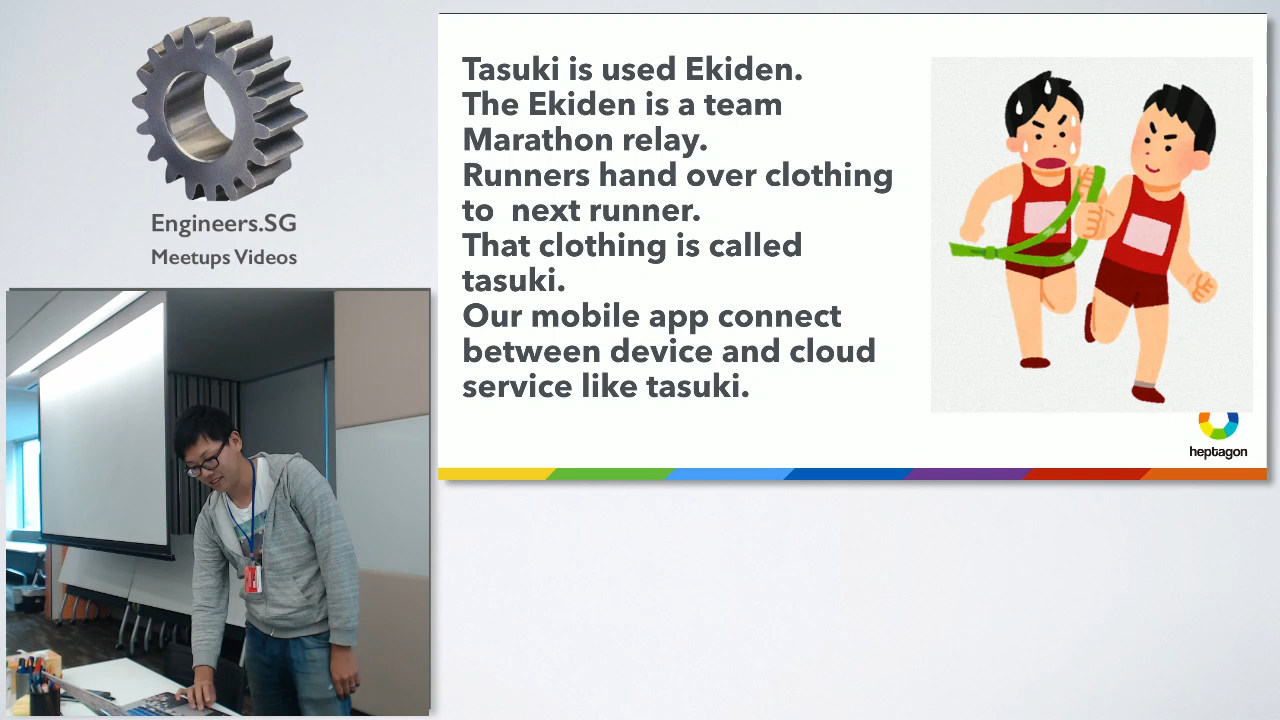 Engineers.SG
Meetups Videos
Tasuki is used Ekiden.
The Ekiden is a team
Marathon relay.
Runners hand over clothing
to  next runner.
That clothing is called
tasuki.
Our mobile app connect
between device and cloud
service like tasuki.
heptagon